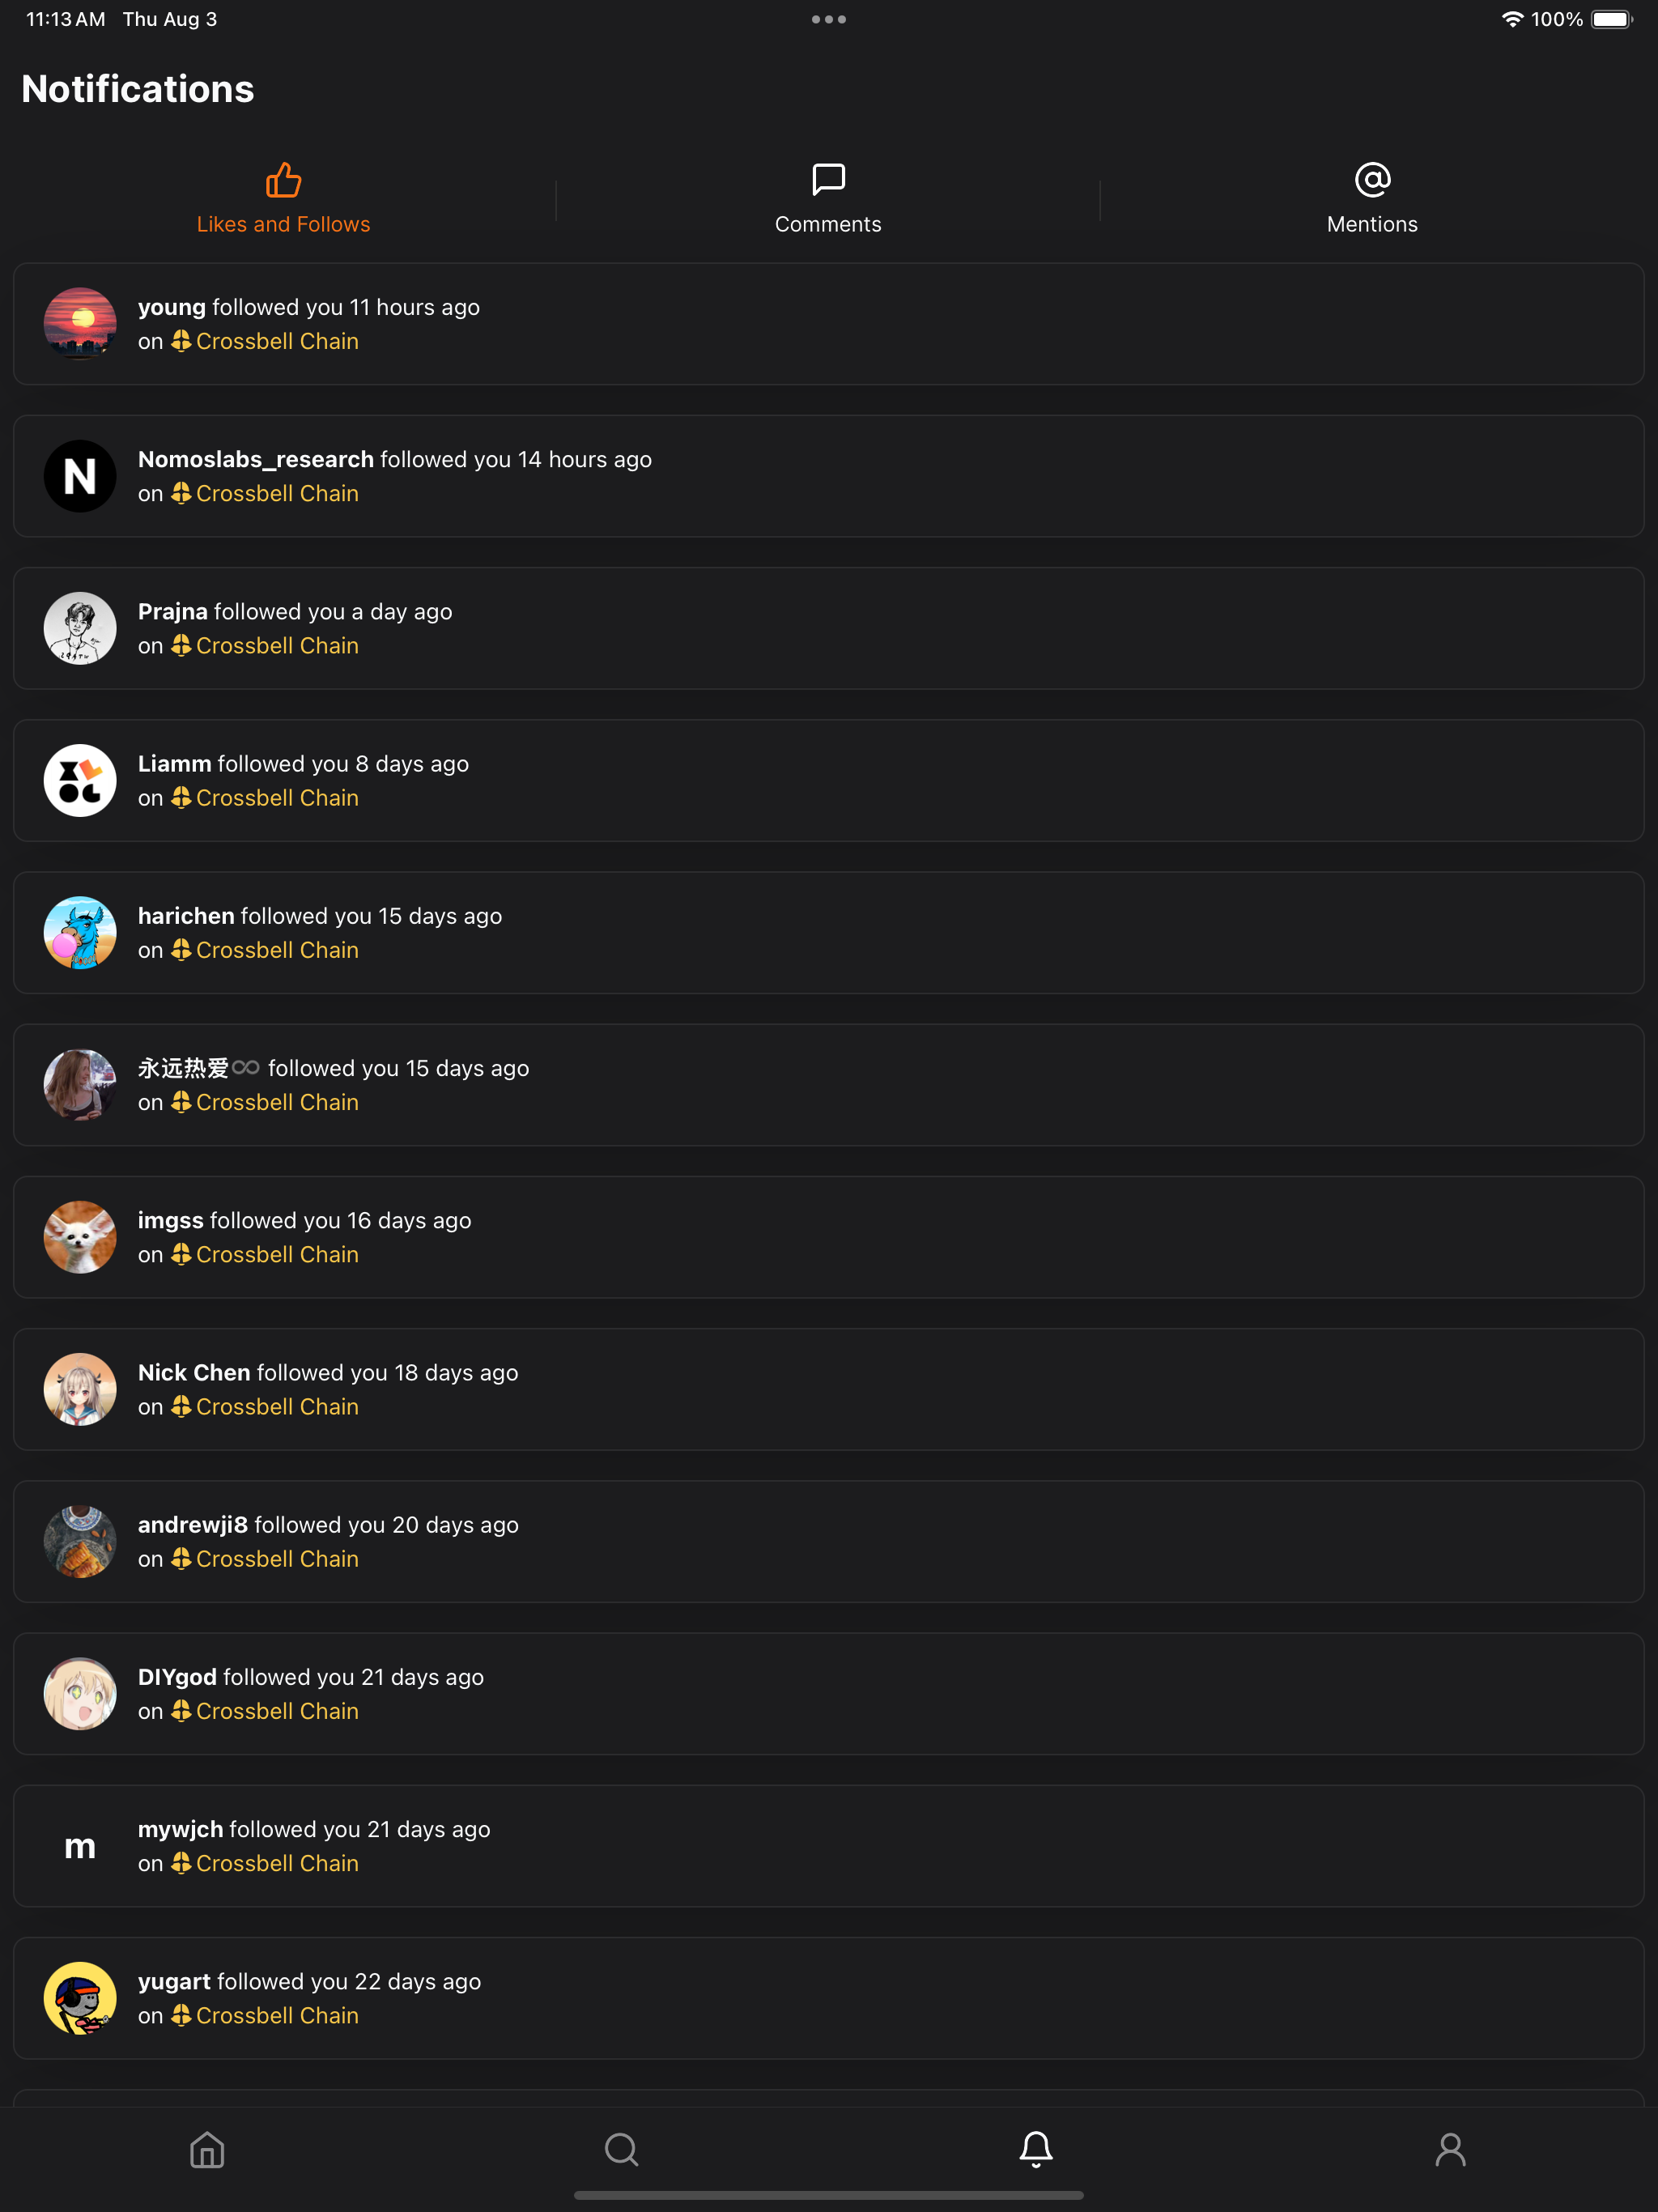 11:13 AM Thu Aug 3
100%
Notifications
Likes and Follows
Comments
Mentions
young followed you 11 hours ago
on Crossbell Chain
N
Nomoslabs_research followed you 14 hours ago
on Crossbell Chain
Prajna followed you a day ago
on Crossbell Chain
Liamm followed you 8 days ago
on Crossbell Chain
harichen followed you 15 days ago
on Crossbell Chain
永远热爱♾️ followed you 15 days ago
on Crossbell Chain
imgss followed you 16 days ago
on Crossbell Chain
Nick Chen followed you 18 days ago
on Crossbell Chain
andrewji8 followed you 20 days ago
on Crossbell Chain
DIYgod followed you 21 days ago
on Crossbell Chain
m
mywjch followed you 21 days ago
on Crossbell Chain
yugart followed you 22 days ago
on Crossbell Chain